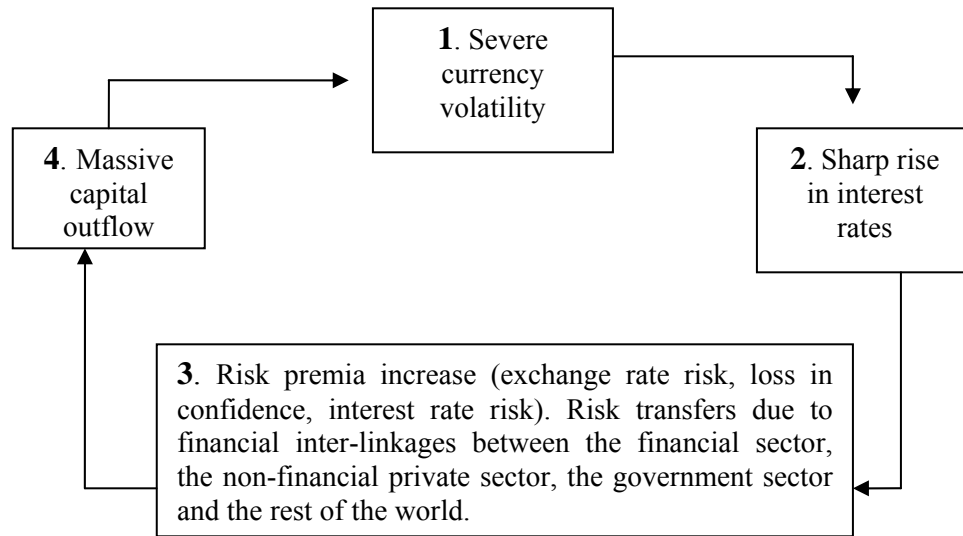 1. Severe
currency
volatility
2. Sharp rise
in interest
rates
3. Risk premia increase (exchange rate risk, loss in
confidence, interest rate risk). Risk transfers due to
financial inter-linkages between the financial sector,
the non-financial private sector, the government sector
and the rest of the world.
4. Massive
capital
outflow